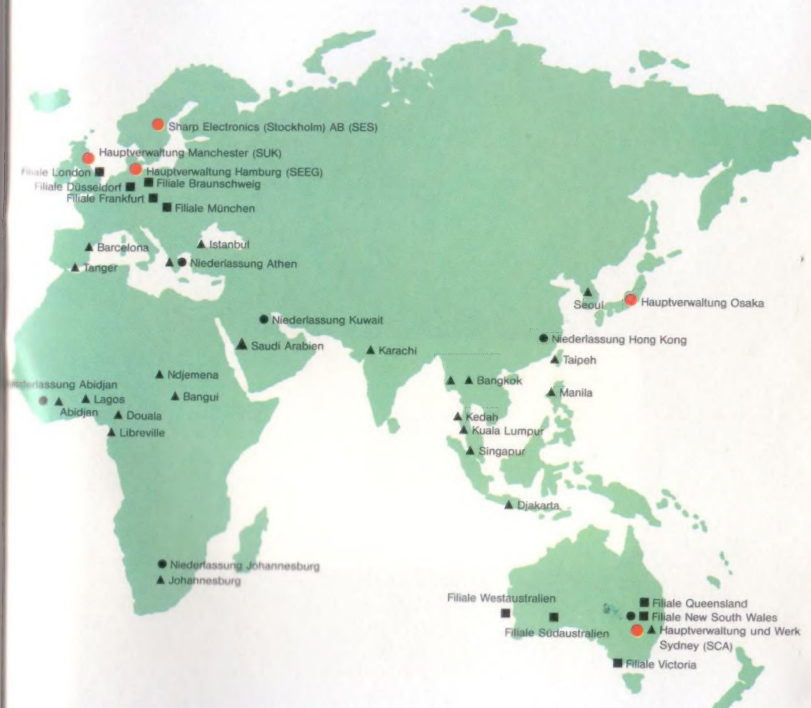 Sharp Electronics (Stockholm) AB (SES)
Hauptverwaltung Manchester (SUK)
Hauptverwaltung Hamburg (SEEG)
Filiale London
Filiale Düsseldorf
Filiale Braunschweig
Filiale Frankfurt
Filiale München
Barcelona
Istanbul
Tanger
Niederlassung Athen
Seoul
Hauptverwaltung Osaka
Niederlassung Kuwait
Saudi Arabien
Karachi
Niederlassung Hong Kong
Taipeh
Ndjemena
Bangkok
Niederlassung Abidjan
Bangui
Manila
Lagos
Abidjan
Douala
Kedah
Libreville
Kuala Lumpur
Singapur
Djakarta
Niederlassung Johannesburg
Johannesburg
Filiale Westaustralien
Filiale Queensland
Filiale New South Wales
Filiale Südaustralien
Hauptverwaltung und Werk
Sydney (SCA)
Filiale Victoria